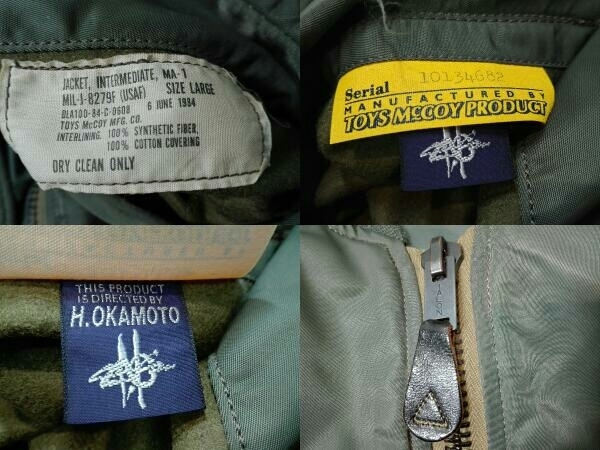 JACKET, INTERMEDIATE, MA-1
MIL-J-8279F (USAF) SIZE LARGE
DLA100-84-C-0608 6 JUNE 1984
TOYS McCOY MFG. CO.
INTERLINING. 100% SYNTHETIC FIBER,
100% COTTON COVERING
DRY CLEAN ONLY
Serial 10134682
MANUFACTURED BY
TOYS McCOY PRODUCT
THIS PRODUCT
IS DIRECTED BY
H.OKAMOTO
TALON